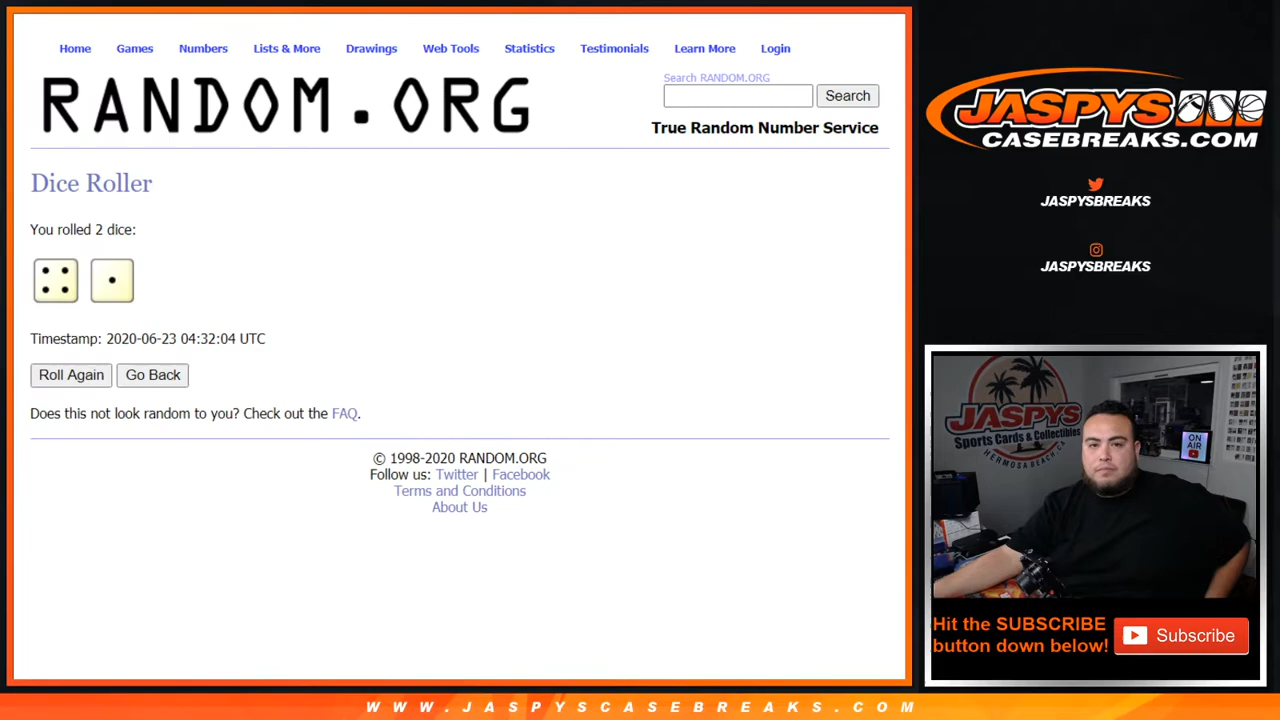 Home Games Numbers Lists & More Drawings Web Tools Statistics Testimonials Learn More Login
RANDOM.ORG
Search RANDOM.ORG
Search
True Random Number Service
Dice Roller
You rolled 2 dice:
Timestamp: 2020-06-23 04:32:04 UTC
Roll Again Go Back
Does this not look random to you? Check out the FAQ.
© 1998-2020 RANDOM.ORG
Follow us: Twitter | Facebook
Terms and Conditions
About Us
JASPYS
CASEBREAKS.COM
JASPYSBREAKS
JASPYSBREAKS
JASPYS
Sports Cards & Collectibles
HERMOSA BEACH, CA
ON
AIR
Hit the SUBSCRIBE
button down below!
Subscribe
WWW.JASPYSCASEBREAKS.COM